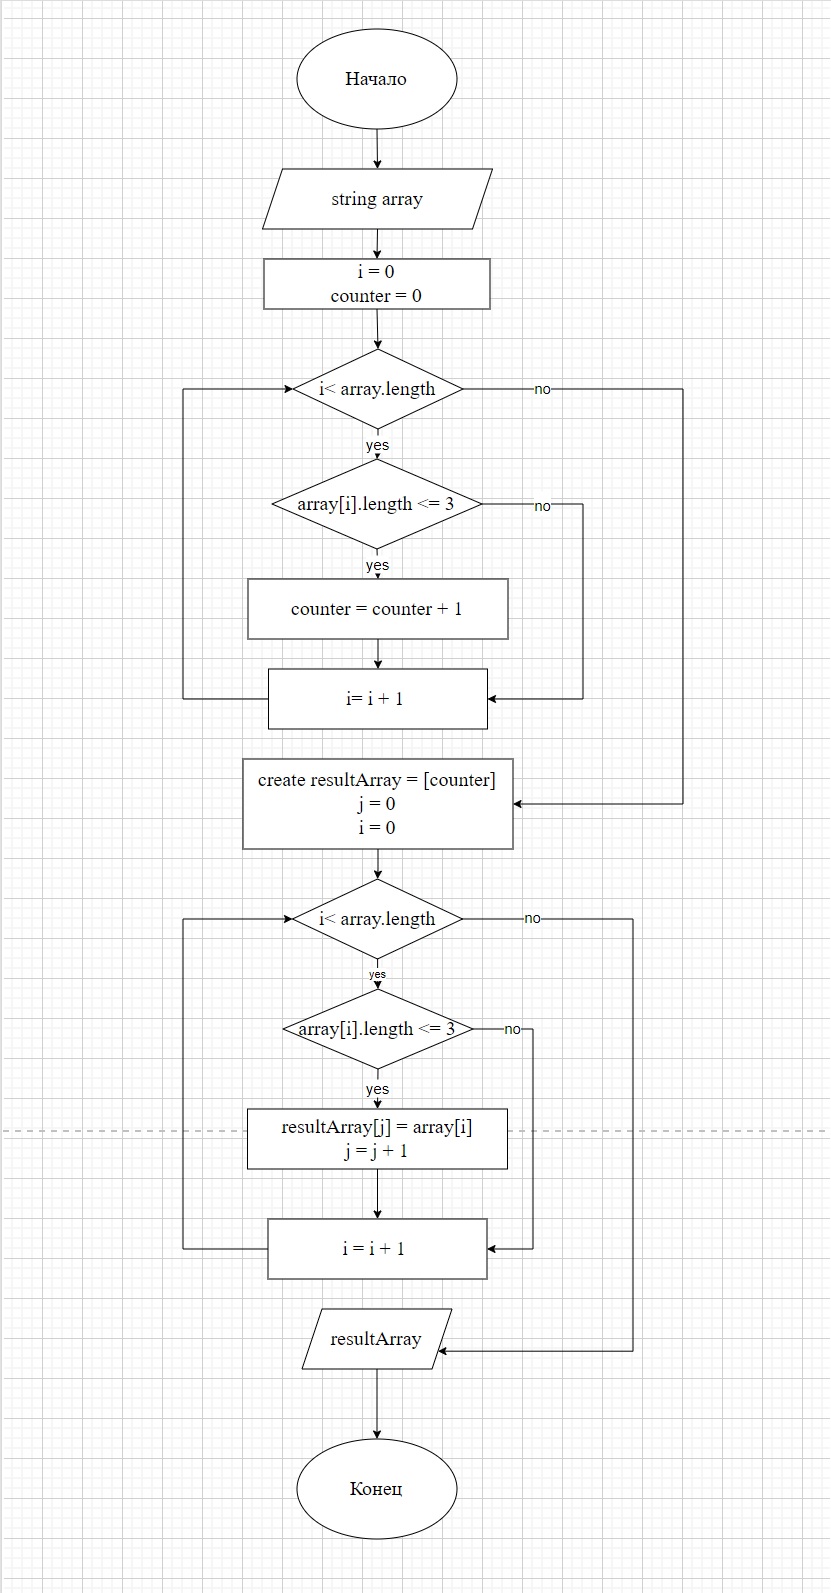 Начало
string array
i = 0
counter = 0
i< array.length
no
yes
array[i].length <= 3
no
yes
counter = counter + 1
i= i + 1
create resultArray = [counter]
j = 0
i = 0
i< array.length
no
yes
array[i].length <= 3
no
yes
resultArray[j] = array[i]
j = j + 1
i = i + 1
resultArray
Конец